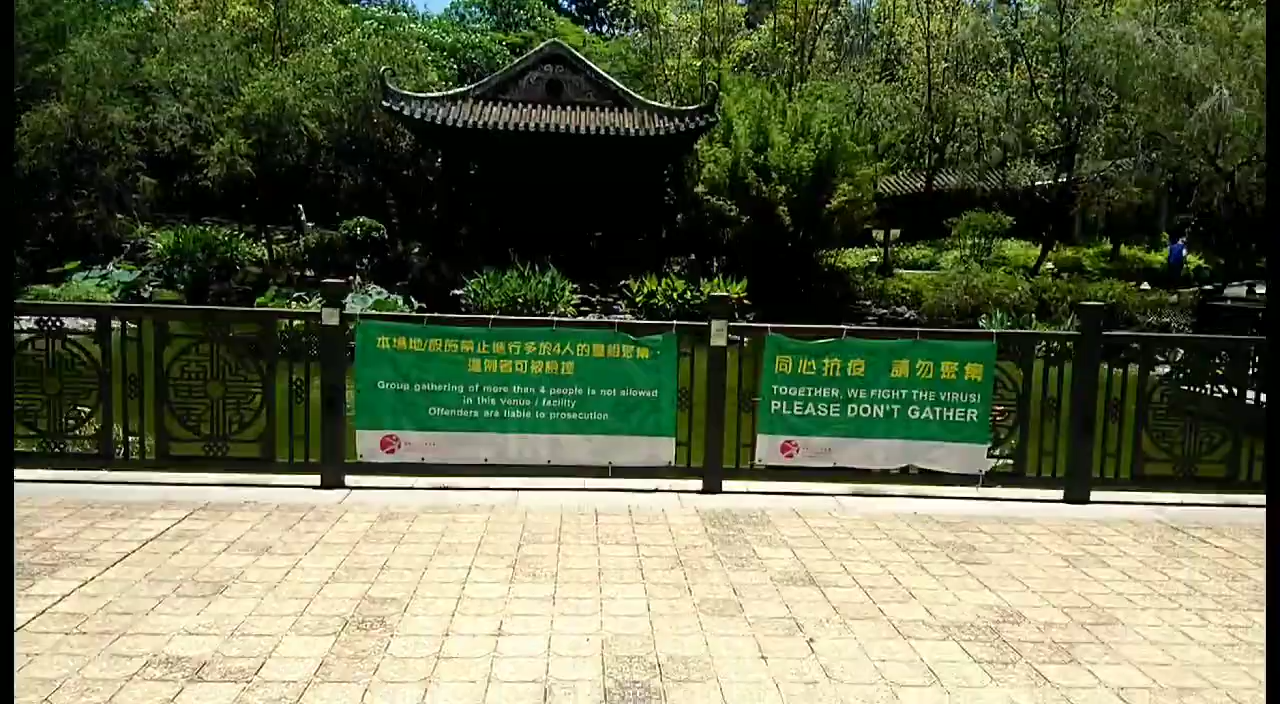 本場地/設施禁止進行多於4人的羣組聚集，
違例者可被檢控
Group gathering of more than 4 people is not allowed
in this venue / facility
Offenders are liable to prosecution
同心抗疫 請勿聚集
TOGETHER, WE FIGHT THE VIRUS!
PLEASE DON'T GATHER